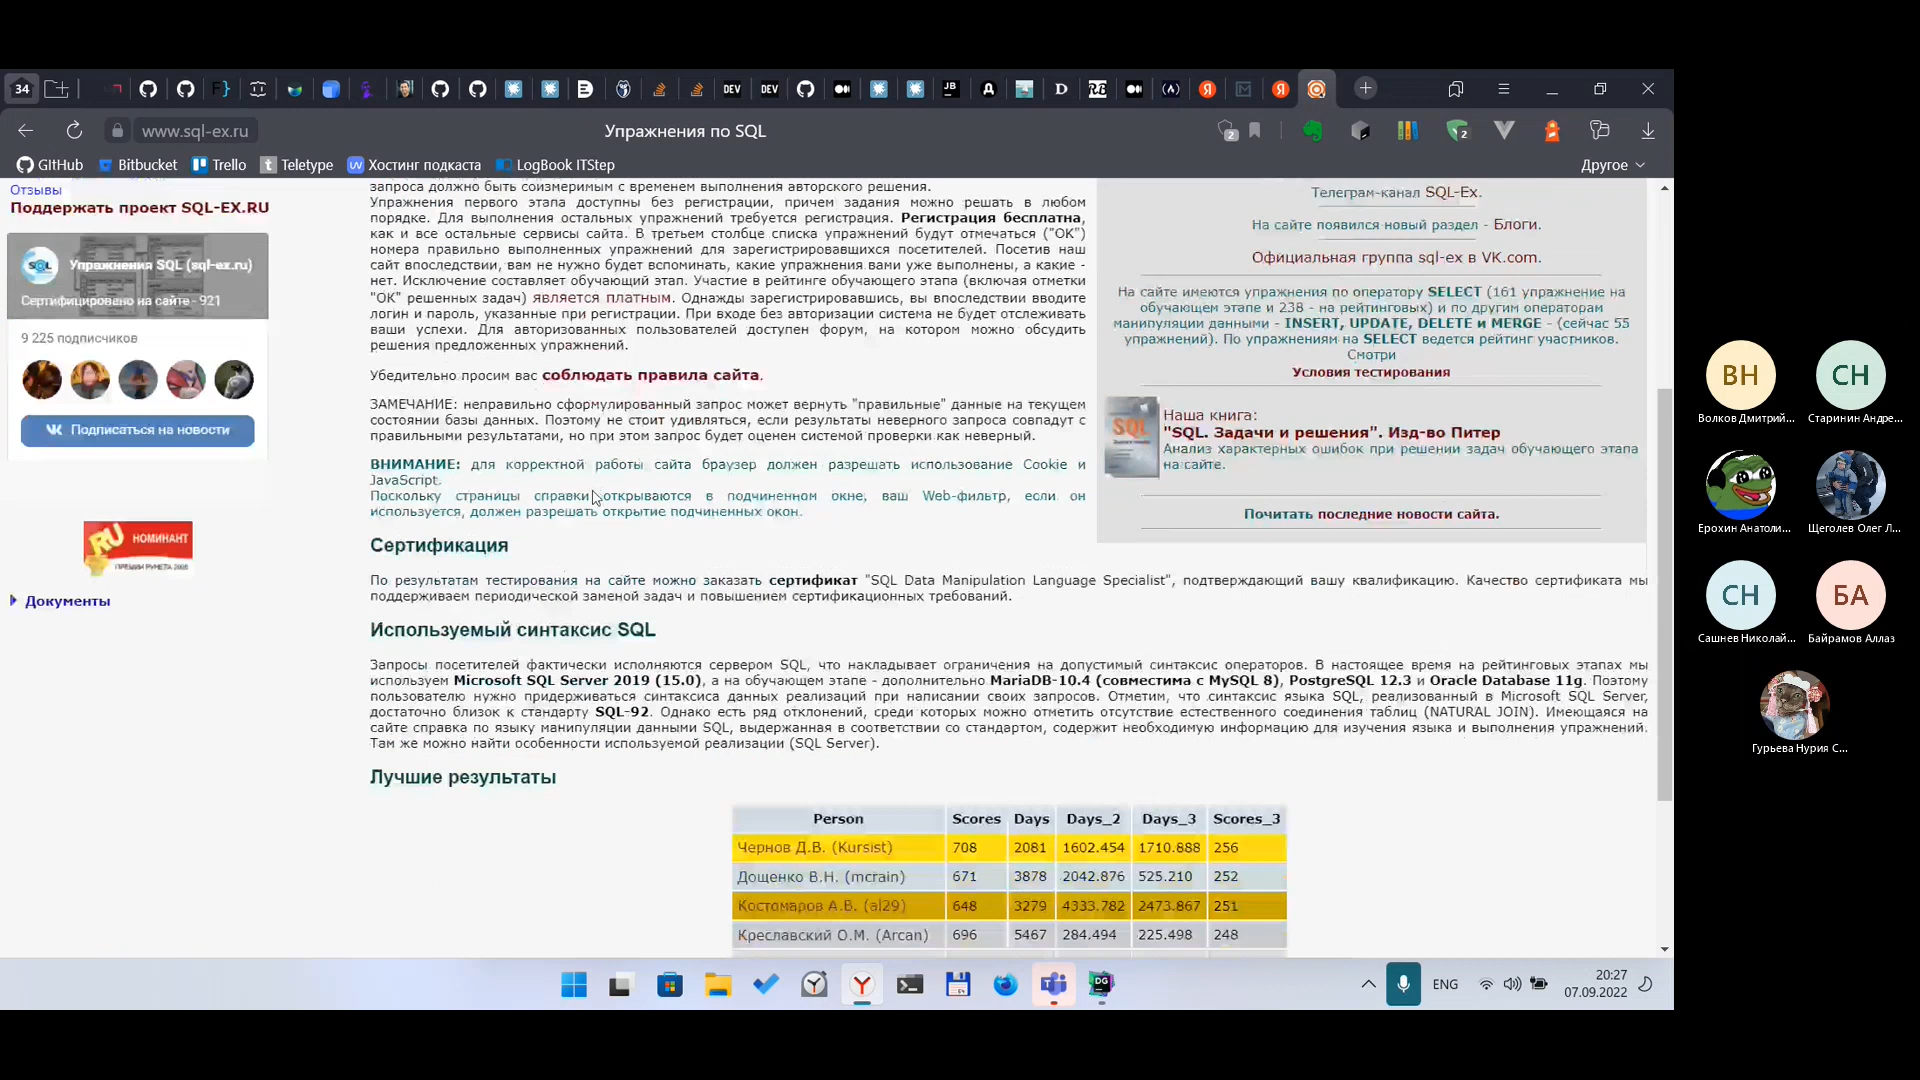 34
DEV
DEV
JB
www.sql-ex.ru
Упражнения по SQL
2
2
GitHub
Bitbucket
Trello
Teletype
Хостинг подкаста
LogBook ITStep
Другое
Отзывы
Поддержать проект SQL-EX.RU
SQL
Упражнения SQL (sql-ex.ru)
Сертифицировано на сайте - 921
9 225 подписчиков
Подписаться на новости
RU НОМИНАНТ
Документы
запроса должно быть соизмеримым с временем выполнения авторского решения.
Упражнения первого этапа доступны без регистрации, причем задания можно решать в любом
порядке. Для выполнения остальных упражнений требуется регистрация. Регистрация бесплатна,
как и все остальные сервисы сайта. В третьем столбце списка упражнений будут отмечаться ("ОК")
номера правильно выполненных упражнений для зарегистрировавшихся посетителей. Посетив наш
сайт впоследствии, вам не нужно будет вспоминать, какие упражнения вами уже выполнены, а какие -
нет. Исключение составляет обучающий этап. Участие в рейтинге обучающего этапа (включая отметки
"ОК" решенных задач) является платным. Однажды зарегистрировавшись, вы впоследствии вводите
логин и пароль, указанные при регистрации. При входе без авторизации система не будет отслеживать
ваши успехи. Для авторизованных пользователей доступен форум, на котором можно обсудить
решения предложенных упражнений.
Убедительно просим вас соблюдать правила сайта.
ЗАМЕЧАНИЕ: неправильно сформулированный запрос может вернуть "правильные" данные на текущем
состоянии базы данных. Поэтому не стоит удивляться, если результаты неверного запроса совпадут с
правильными результатами, но при этом запрос будет оценен системой проверки как неверный.
ВНИМАНИЕ: для корректной работы сайта браузер должен разрешать использование Cookie и
JavaScript.
Поскольку страницы справки открываются в подчиненном окне, ваш Web-фильтр, если он
используется, должен разрешать открытие подчиненных окон.
Телеграм-канал SQL-Ex.
На сайте появился новый раздел - Блоги.
Официальная группа sql-ex в VK.com.
На сайте имеются упражнения по оператору SELECT (161 упражнение на
обучающем этапе и 238 - на рейтинговых) и по другим операторам
манипуляции данными - INSERT, UPDATE, DELETE и MERGE - (сейчас 55
упражнений). По упражнениям на SELECT ведется рейтинг участников.
Смотри
Условия тестирования
SQL
Наша книга:
"SQL. Задачи и решения". Изд-во Питер
Анализ характерных ошибок при решении задач обучающего этапа
на сайте.
Почитать последние новости сайта.
Сертификация
По результатам тестирования на сайте можно заказать сертификат "SQL Data Manipulation Language Specialist", подтверждающий вашу квалификацию. Качество сертификата мы
поддерживаем периодической заменой задач и повышением сертификационных требований.
Используемый синтаксис SQL
Запросы посетителей фактически исполняются сервером SQL, что накладывает ограничения на допустимый синтаксис операторов. В настоящее время на рейтинговых этапах мы
используем Microsoft SQL Server 2019 (15.0), а на обучающем этапе - дополнительно MariaDB-10.4 (совместима с MySQL 8), PostgreSQL 12.3 и Oracle Database 11g. Поэтому
пользователю нужно придерживаться синтаксиса данных реализаций при написании своих запросов. Отметим, что синтаксис языка SQL, реализованный в Microsoft SQL Server,
достаточно близок к стандарту SQL-92. Однако есть ряд отклонений, среди которых можно отметить отсутствие естественного соединения таблиц (NATURAL JOIN). Имеющаяся на
сайте справка по языку манипуляции данными SQL, выдержанная в соответствии со стандартом, содержит необходимую информацию для изучения языка и выполнения упражнений.
Там же можно найти особенности используемой реализации (SQL Server).
Лучшие результаты
Person Scores Days Days_2 Days_3 Scores_3
Чернов Д.В. (Kursist) 708 2081 1602.454 1710.888 256
Дощенко В.Н. (mcrain) 671 3878 2042.876 525.210 252
Костомаров А.В. (al29) 648 3279 4333.782 2473.867 251
Креславский О.М. (Arcan) 696 5467 284.494 225.498 248
ВН
Волков Дмитрий...
СН
Старинин Андре...
Ерохин Анатоли...
Щеголев Олег Л...
СН
Сашнев Николай...
БА
Байрамов Аллаз
Гурьева Нурия С...
DG
ENG
20:27
07.09.2022